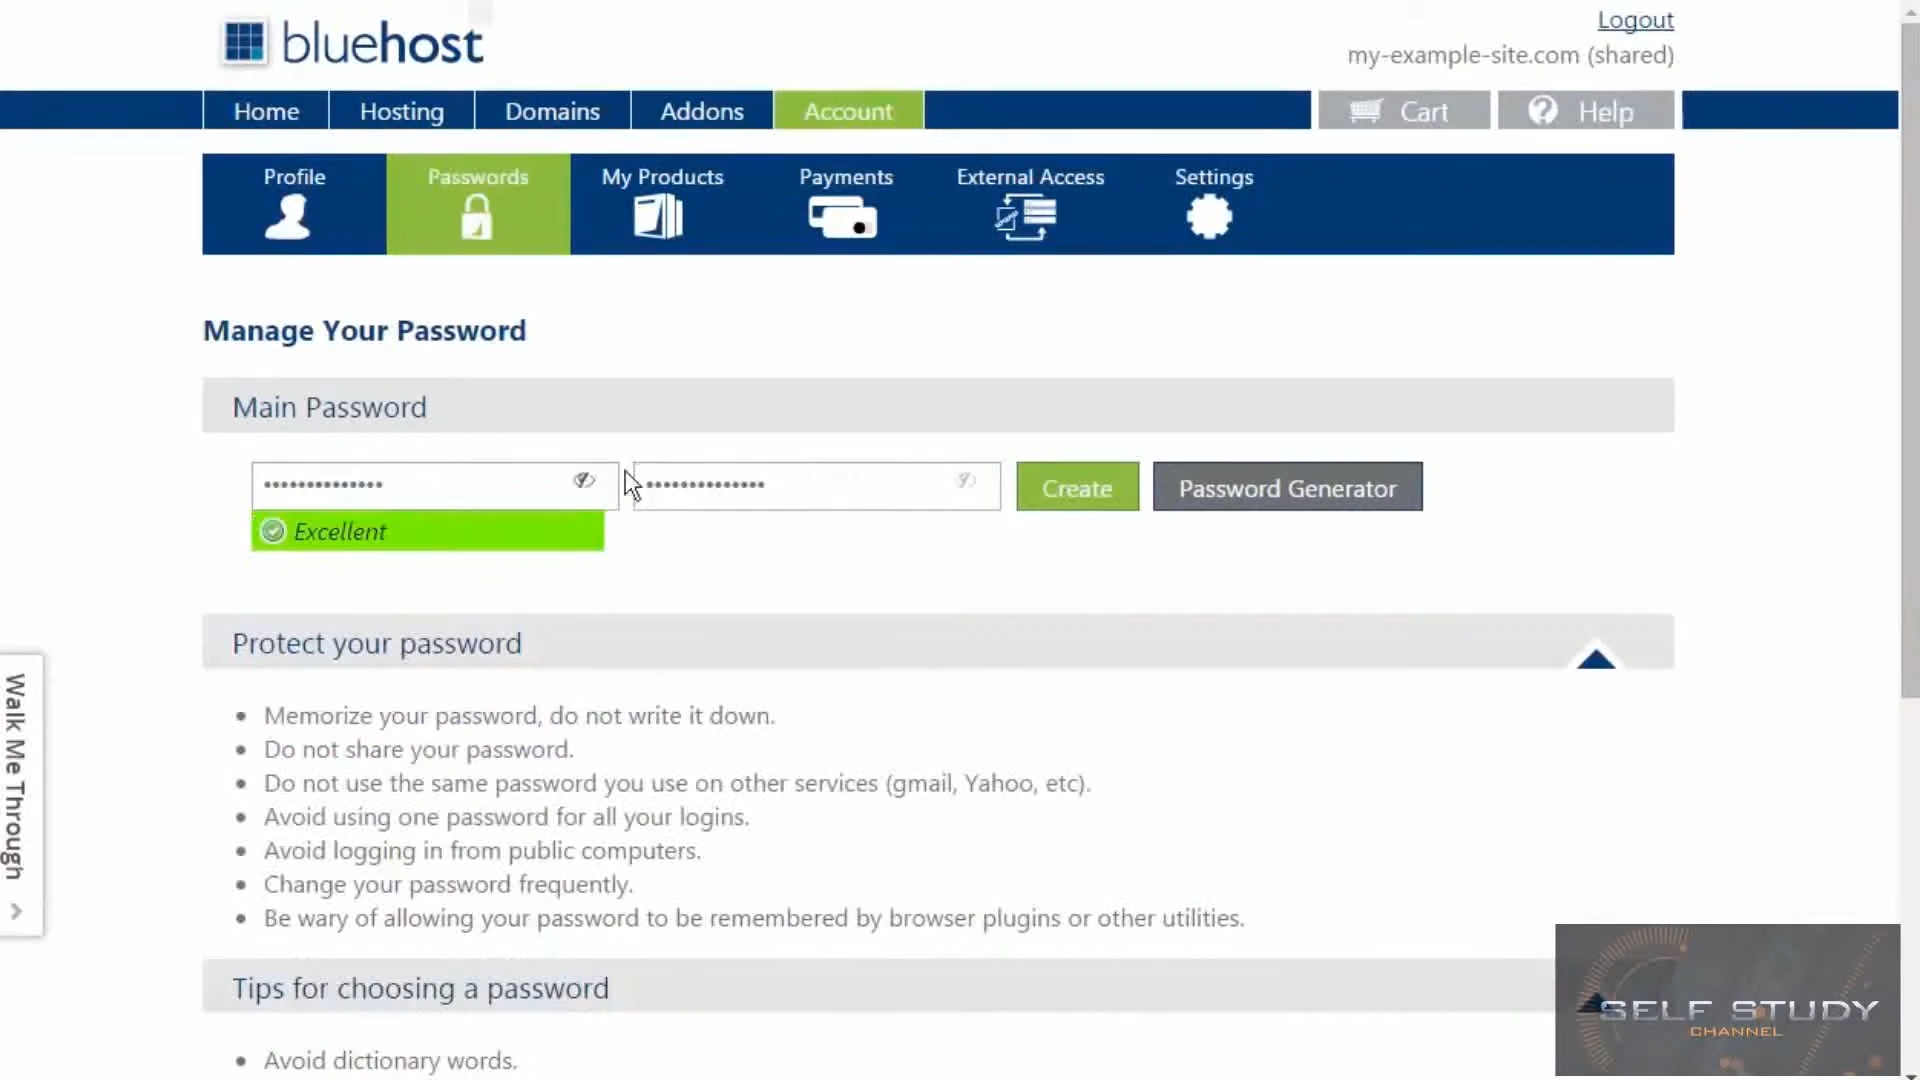 bluehost
Logout
my-example-site.com (shared)
Home Hosting Domains Addons Account Cart Help
Profile Passwords My Products Payments External Access Settings
Manage Your Password
Main Password
•••••••••••••• ••••••••••••••
Create Password Generator
Excellent
Protect your password
• Memorize your password, do not write it down.
• Do not share your password.
• Do not use the same password you use on other services (gmail, Yahoo, etc).
• Avoid using one password for all your logins.
• Avoid logging in from public computers.
• Change your password frequently.
• Be wary of allowing your password to be remembered by browser plugins or other utilities.
Tips for choosing a password
• Avoid dictionary words.
Walk Me Through
SELF STUDY
CHANNEL